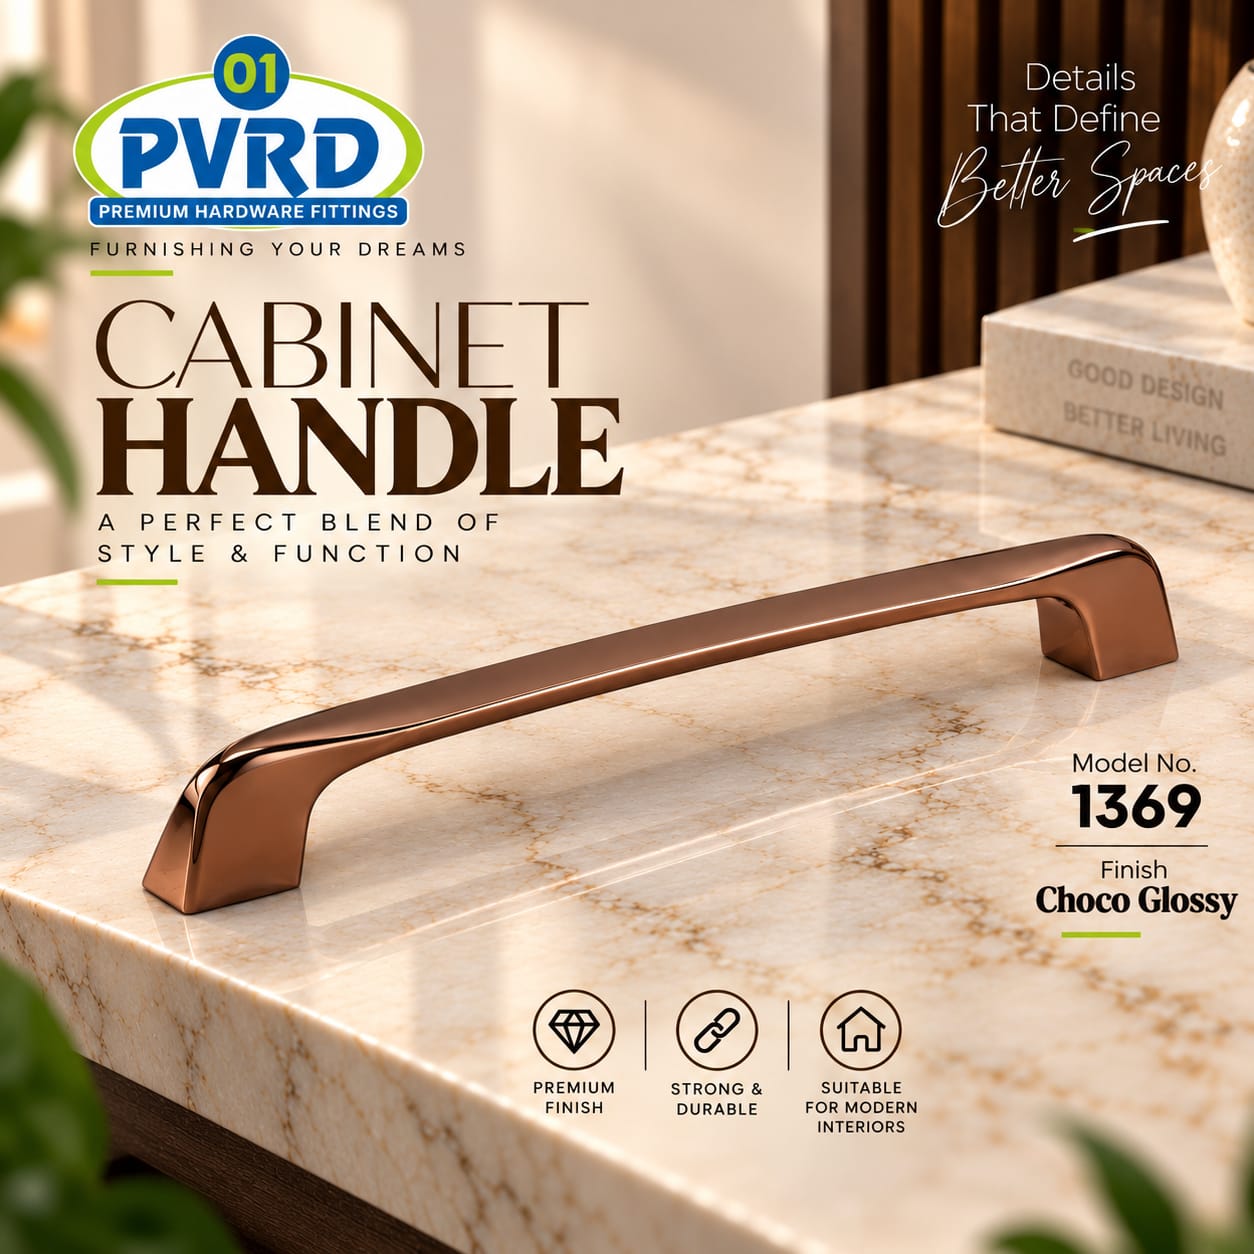 01
PVRD
PREMIUM HARDWARE FITTINGS
FURNISHING YOUR DREAMS
Details
That Define
Better Spaces
CABINET
HANDLE
A PERFECT BLEND OF
STYLE & FUNCTION
GOOD DESIGN
BETTER LIVING
Model No.
1369
Finish
Choco Glossy
PREMIUM
FINISH
STRONG &
DURABLE
SUITABLE
FOR MODERN
INTERIORS